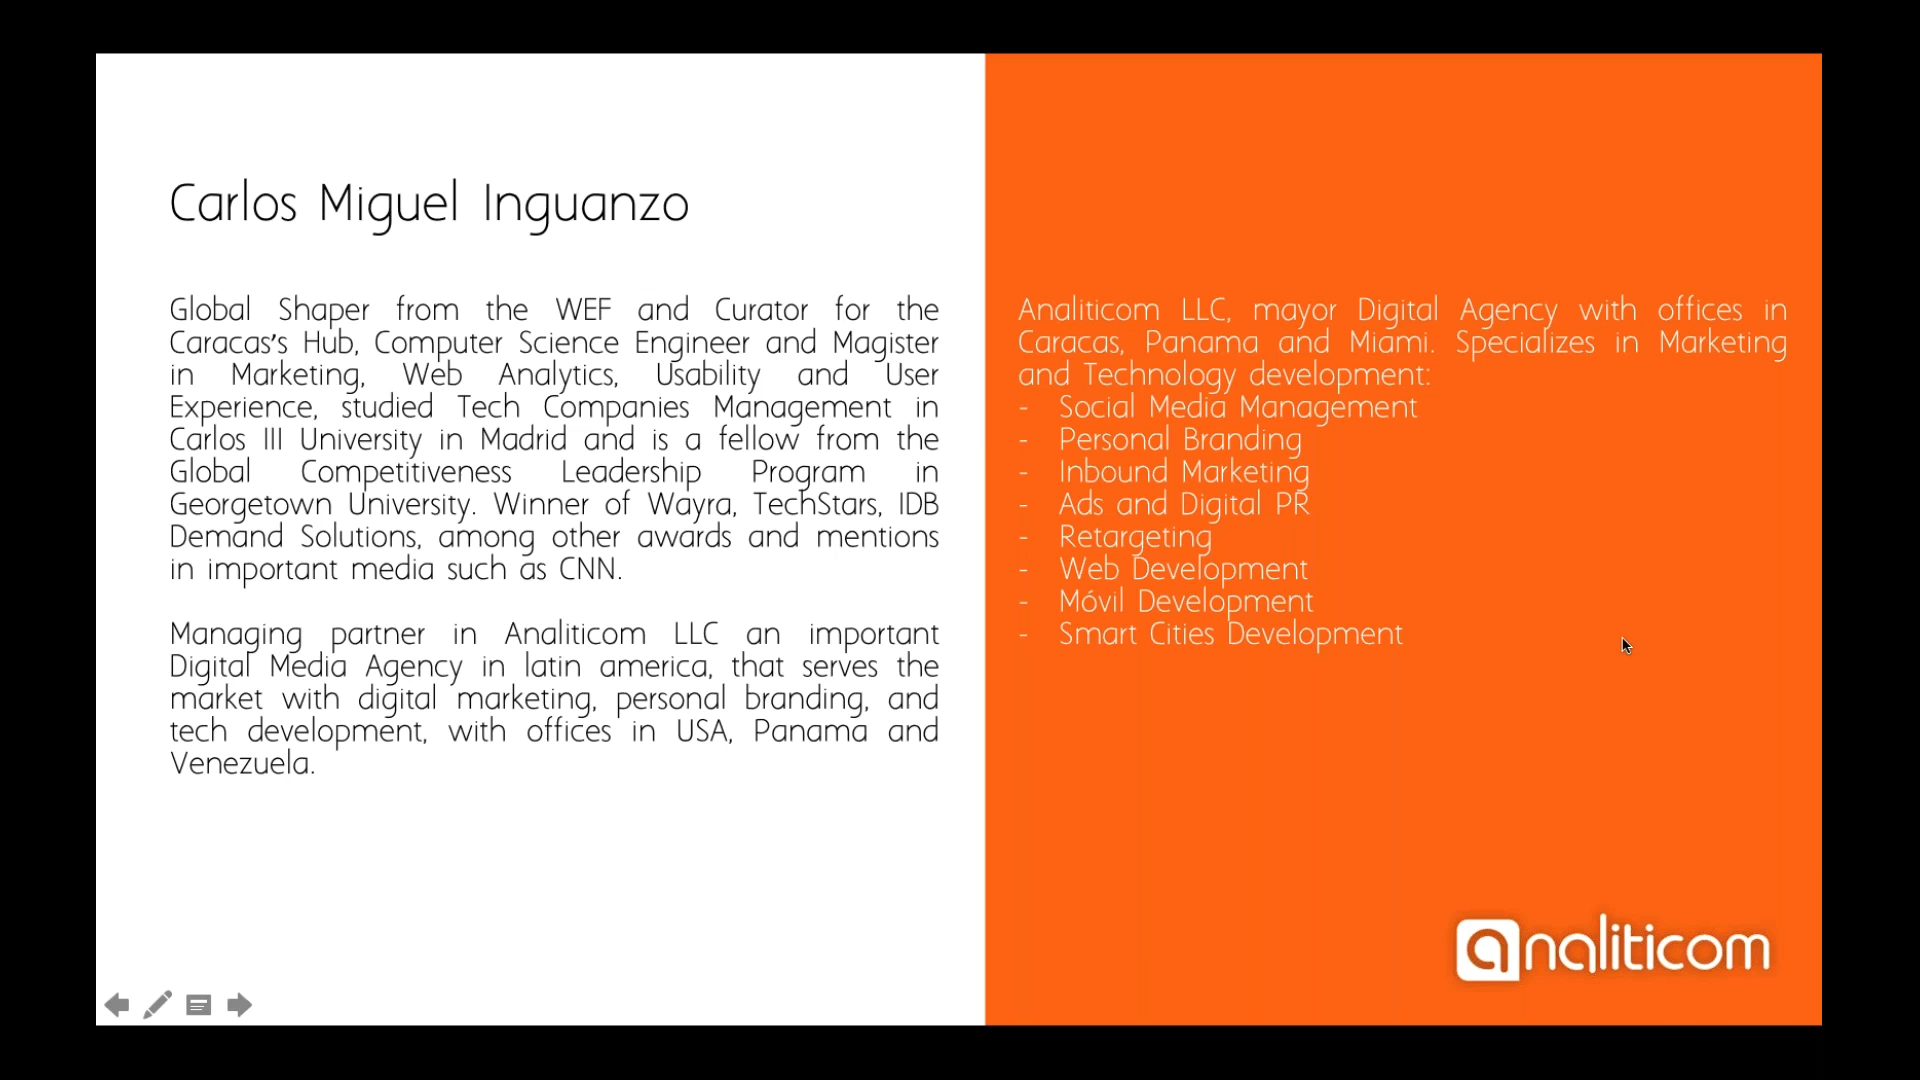 Carlos Miguel Inguanzo
Global Shaper from the WEF and Curator for the
Caracas's Hub, Computer Science Engineer and Magister
in Marketing, Web Analytics, Usability and User
Experience, studied Tech Companies Management in
Carlos III University in Madrid and is a fellow from the
Global Competitiveness Leadership Program in
Georgetown University. Winner of Wayra, TechStars, IDB
Demand Solutions, among other awards and mentions
in important media such as CNN.
Managing partner in Analiticom LLC an important
Digital Media Agency in latin america, that serves the
market with digital marketing, personal branding, and
tech development, with offices in USA, Panama and
Venezuela.
Analiticom LLC, mayor Digital Agency with offices in
Caracas, Panama and Miami. Specializes in Marketing
and Technology development:
- Social Media Management
- Personal Branding
- Inbound Marketing
- Ads and Digital PR
- Retargeting
- Web Development
- Móvil Development
- Smart Cities Development
analiticom